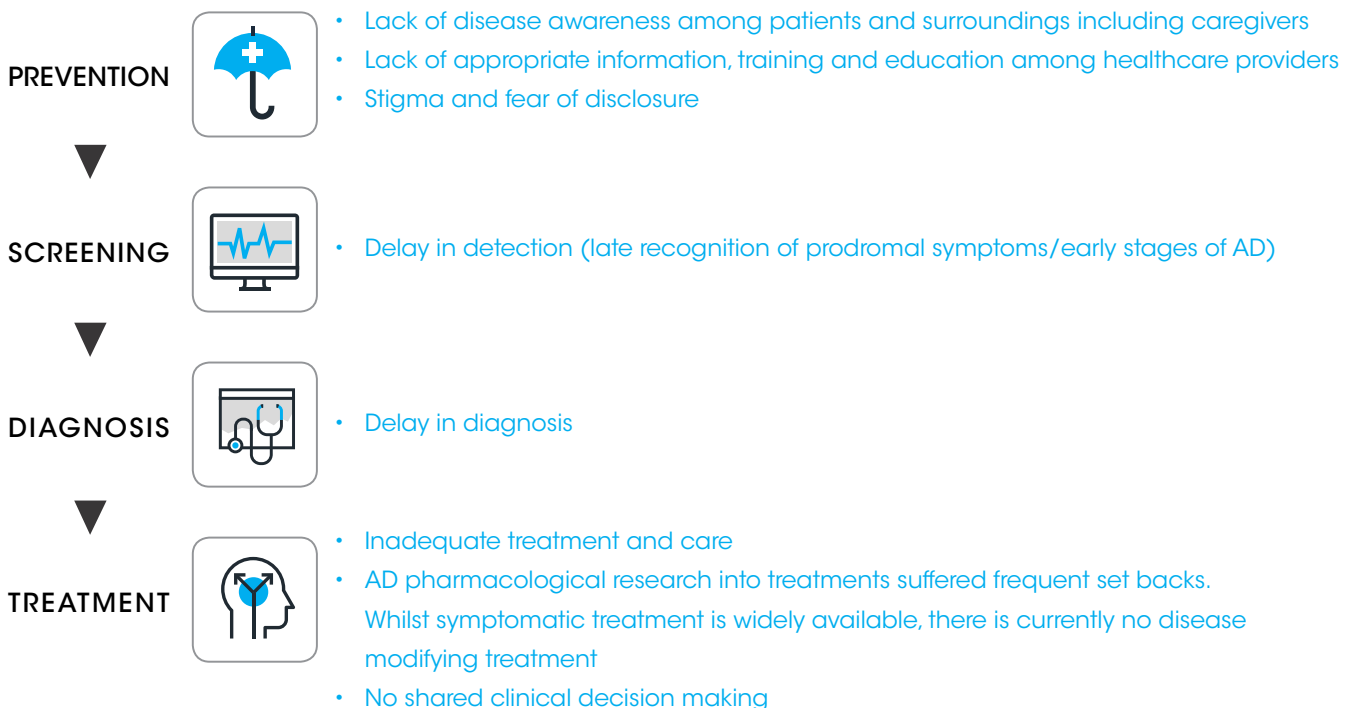 PREVENTION
• Lack of disease awareness among patients and surroundings including caregivers
• Lack of appropriate information, training and education among healthcare providers
• Stigma and fear of disclosure
SCREENING
• Delay in detection (late recognition of prodromal symptoms/early stages of AD)
DIAGNOSIS
• Delay in diagnosis
TREATMENT
• Inadequate treatment and care
• AD pharmacological research into treatments suffered frequent set backs.
Whilst symptomatic treatment is widely available, there is currently no disease
modifying treatment
• No shared clinical decision making